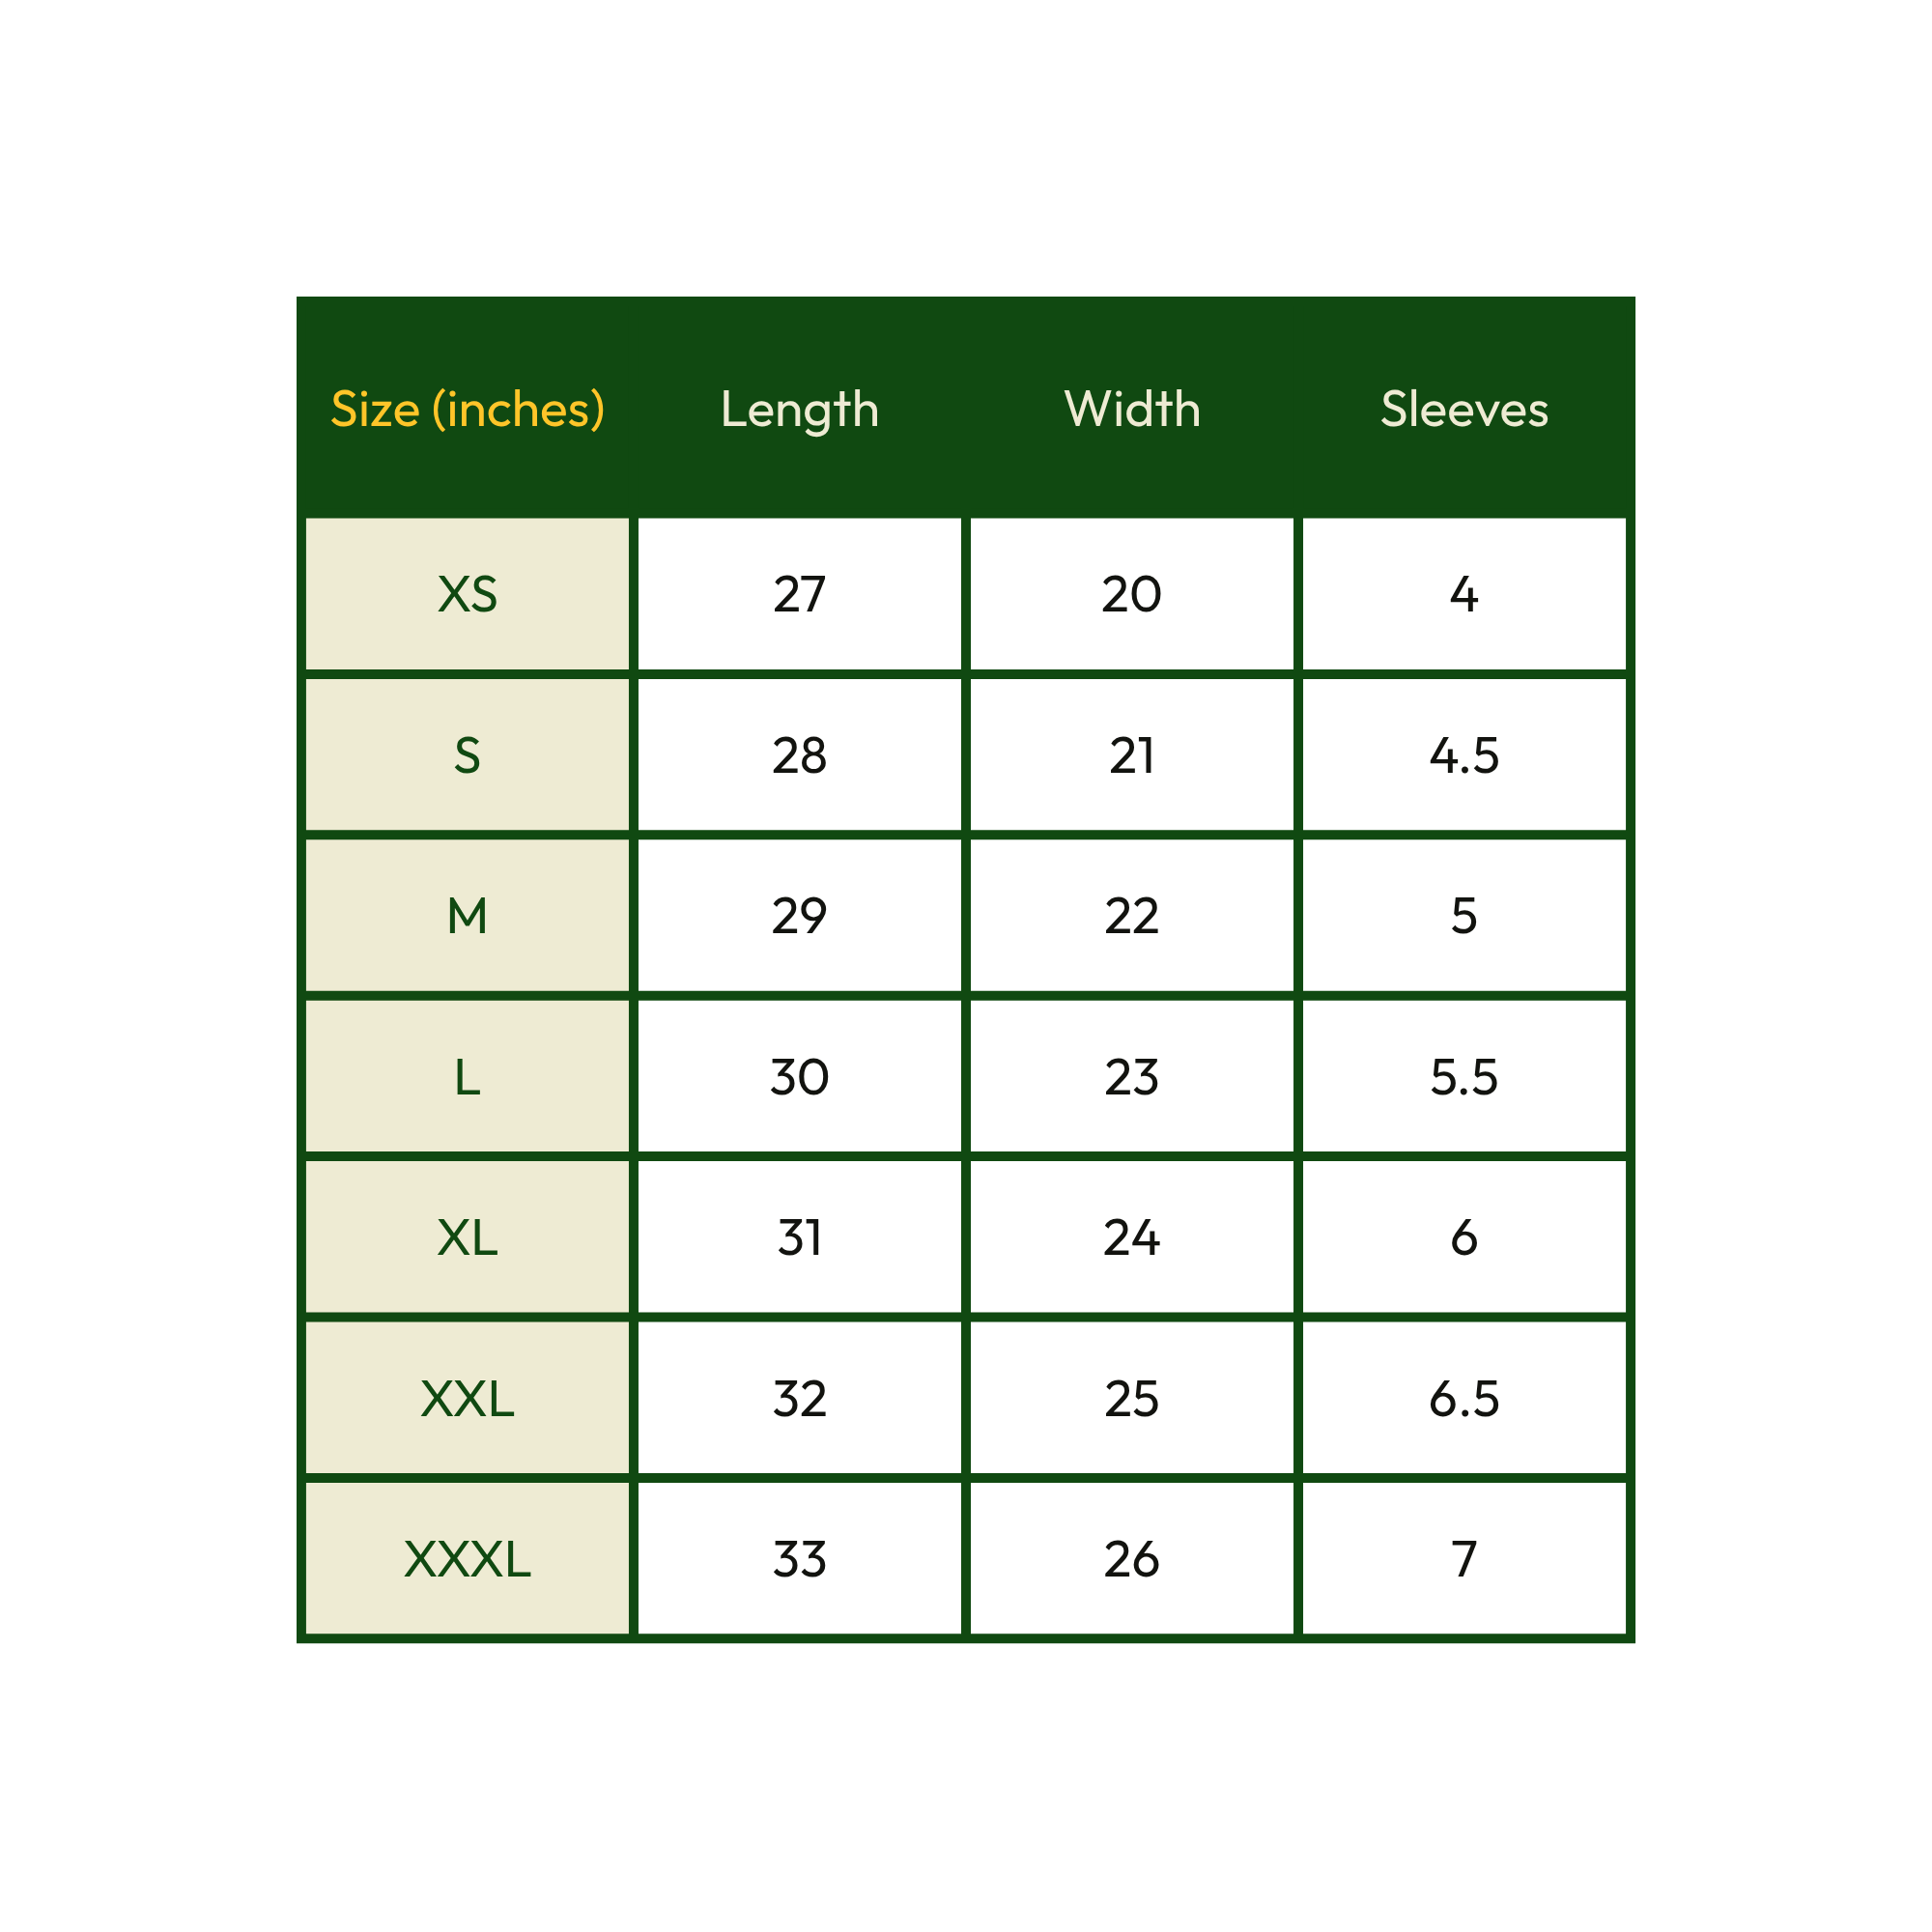 Size (inches) Length Width Sleeves
XS 27 20 4
S 28 21 4.5
M 29 22 5
L 30 23 5.5
XL 31 24 6
XXL 32 25 6.5
XXXL 33 26 7